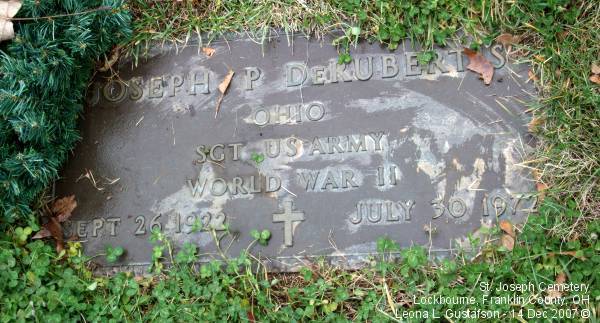 JOSEPH P DERUBERTIS
OHIO
SGT US ARMY
WORLD WAR II
SEPT 26 1922 JULY 30 1972
St. Joseph Cemetery
Lockbourne, Franklin County, OH
Leona L. Gustafson - 14 Dec 2007 ©